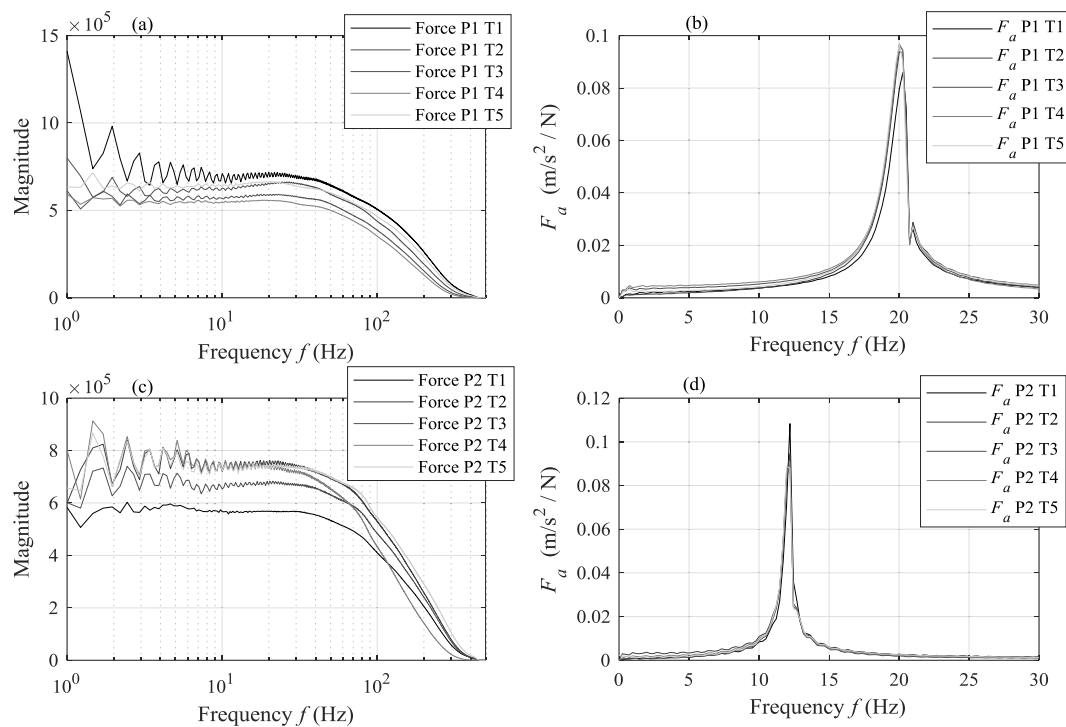 (a)
× 10^5
15
10
5
0
Magnitude
10^0
10^1
10^2
Frequency f (Hz)
Force P1 T1
Force P1 T2
Force P1 T3
Force P1 T4
Force P1 T5
(b)
0.1
0.08
0.06
0.04
0.02
0
F_a (m/s^2 / N)
0
5
10
15
20
25
30
Frequency f (Hz)
F_a P1 T1
F_a P1 T2
F_a P1 T3
F_a P1 T4
F_a P1 T5
(c)
× 10^5
10
8
6
4
2
0
Magnitude
10^0
10^1
10^2
Frequency f (Hz)
Force P2 T1
Force P2 T2
Force P2 T3
Force P2 T4
Force P2 T5
(d)
0.12
0.1
0.08
0.06
0.04
0.02
0
F_a (m/s^2 / N)
0
5
10
15
20
25
30
Frequency f (Hz)
F_a P2 T1
F_a P2 T2
F_a P2 T3
F_a P2 T4
F_a P2 T5